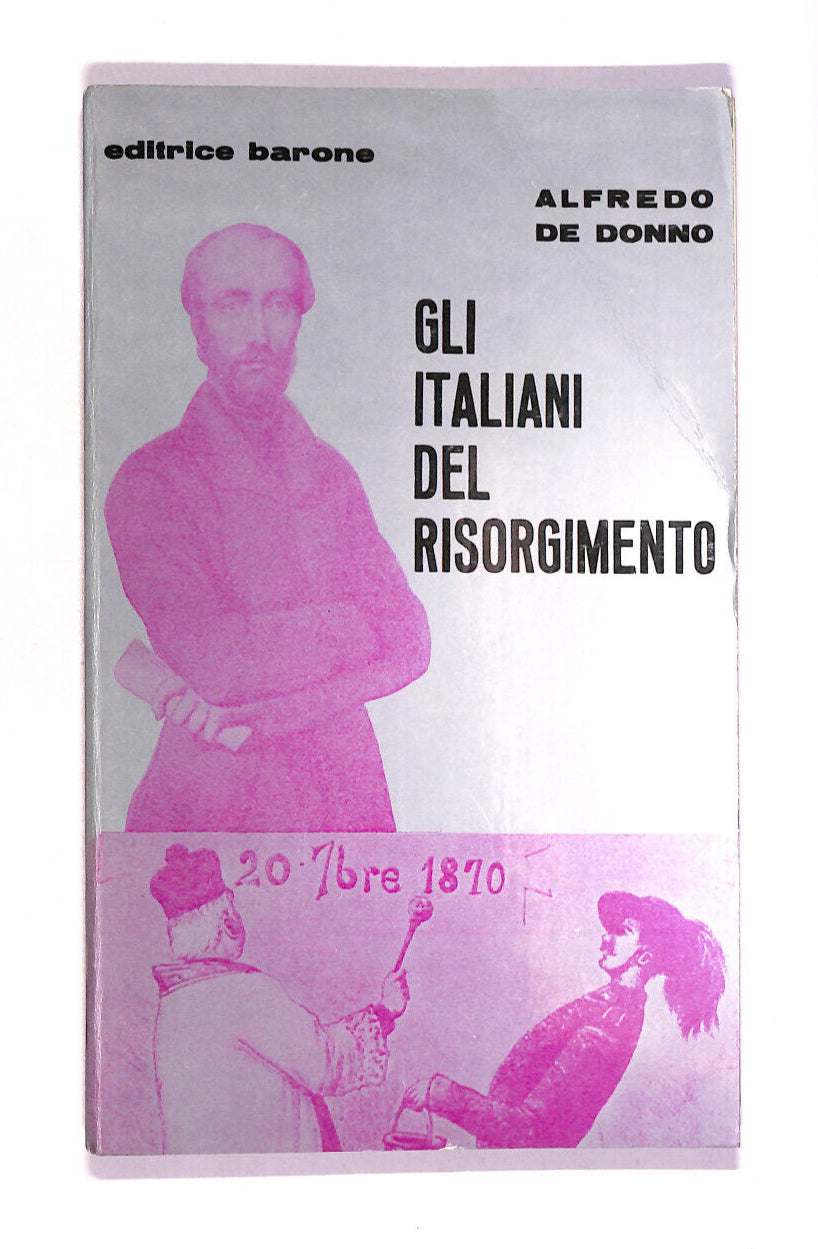 editrice barone
ALFREDO
DE DONNO
GLI
ITALIANI
DEL
RISORGIMENTO
20·7bre 1870